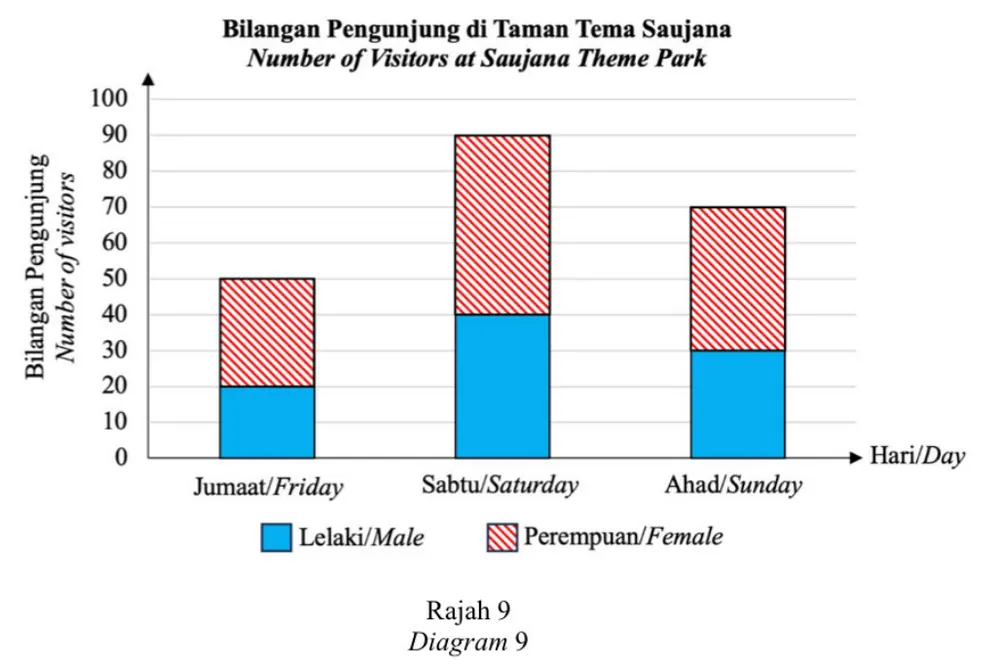 Bilangan Pengunjung di Taman Tema Saujana
Number of Visitors at Saujana Theme Park
Bilangan Pengunjung
Number of visitors
100
90
80
70
60
50
40
30
20
10
0
Hari/Day
Jumaat/Friday Sabtu/Saturday Ahad/Sunday
Lelaki/Male Perempuan/Female
Rajah 9
Diagram 9